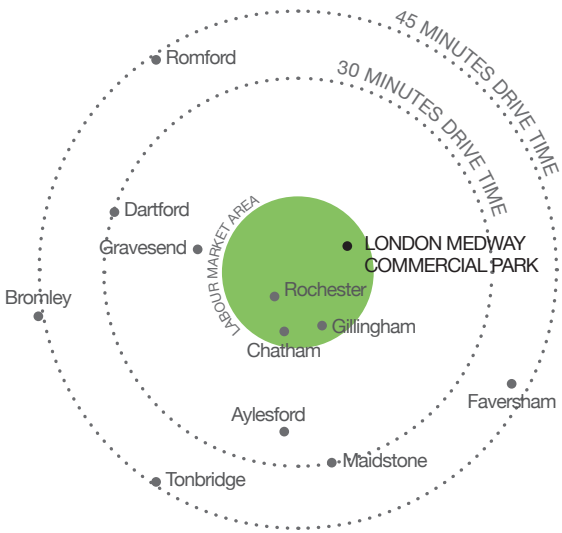 45 MINUTES DRIVE TIME
Romford
30 MINUTES DRIVE TIME
Dartford
LABOUR MARKET AREA
Gravesend
LONDON MEDWAY
COMMERCIAL PARK
Rochester
Bromley
Gillingham
Chatham
Faversham
Aylesford
Maidstone
Tonbridge